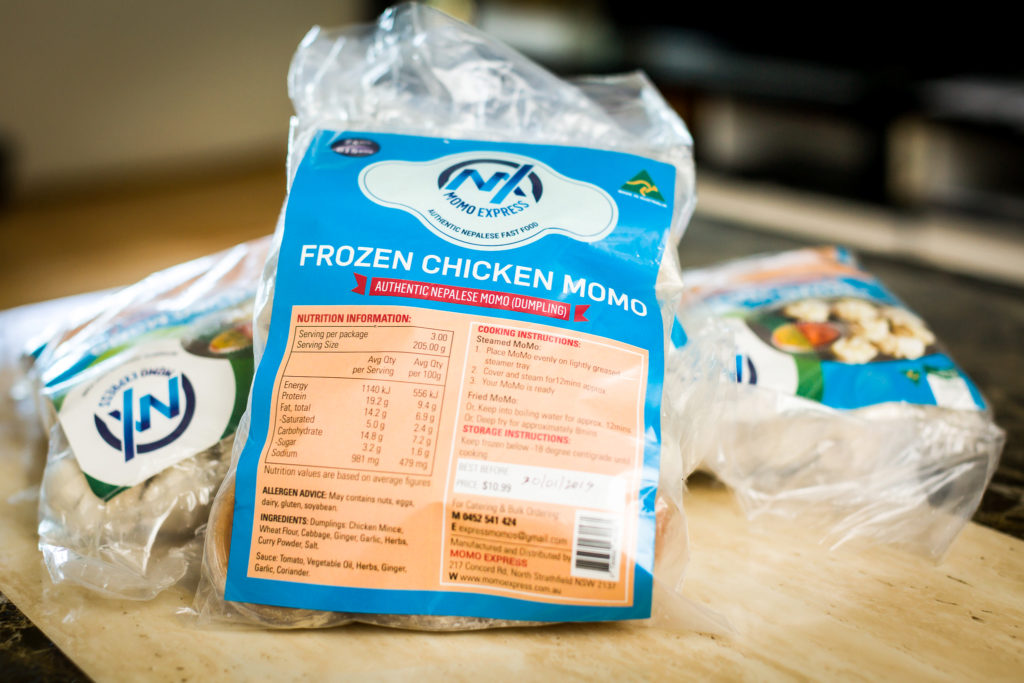 MOMO EXPRESS
AUTHENTIC NEPALESE FAST FOOD
FROZEN CHICKEN MOMO
AUTHENTIC NEPALESE MOMO (DUMPLING)
NUTRITION INFORMATION:
Serving per package 3.00
Serving Size 205.00 g
Avg Qty per Serving Avg Qty per 100g
Energy 1140 kJ 556 kJ
Protein 19.2 g 9.4 g
Fat, total 14.2 g 6.9 g
-Saturated 5.0 g 2.4 g
Carbohydrate 14.8 g 7.2 g
-Sugar 3.2 g 1.6 g
Sodium 981 mg 479 mg
Nutrition values are based on average figures
ALLERGEN ADVICE: May contains nuts, eggs,
dairy, gluten, soyabean.
INGREDIENTS: Dumplings: Chicken Mince,
Wheat Flour, Cabbage, Ginger, Garlic, Herbs,
Curry Powder, Salt.
Sauce: Tomato, Vegetable Oil, Herbs, Ginger,
Garlic, Coriander.
COOKING INSTRUCTIONS:
Steamed MoMo:
1. Place MoMo evenly on lightly greased
steamer tray
2. Cover and steam for12mins approx
3. Your MoMo is ready
Fried MoMo:
Or, Keep into boiling water for approx. 12mins
Or, Deep fry for approximately 8mins
STORAGE INSTRUCTIONS:
Keep frozen below -18 degree centigrade until
cooking
BEST BEFORE 20/01/2019
PRICE: $10.99
For Catering & Bulk Ordering
M 0452 541 424
E expressmomos@gmail.com
Manufactured and Distributed by
MOMO EXPRESS
217 Concord Rd, North Strathfield NSW 2137
W www.momoexpress.com.au
MOMO EXPRESS